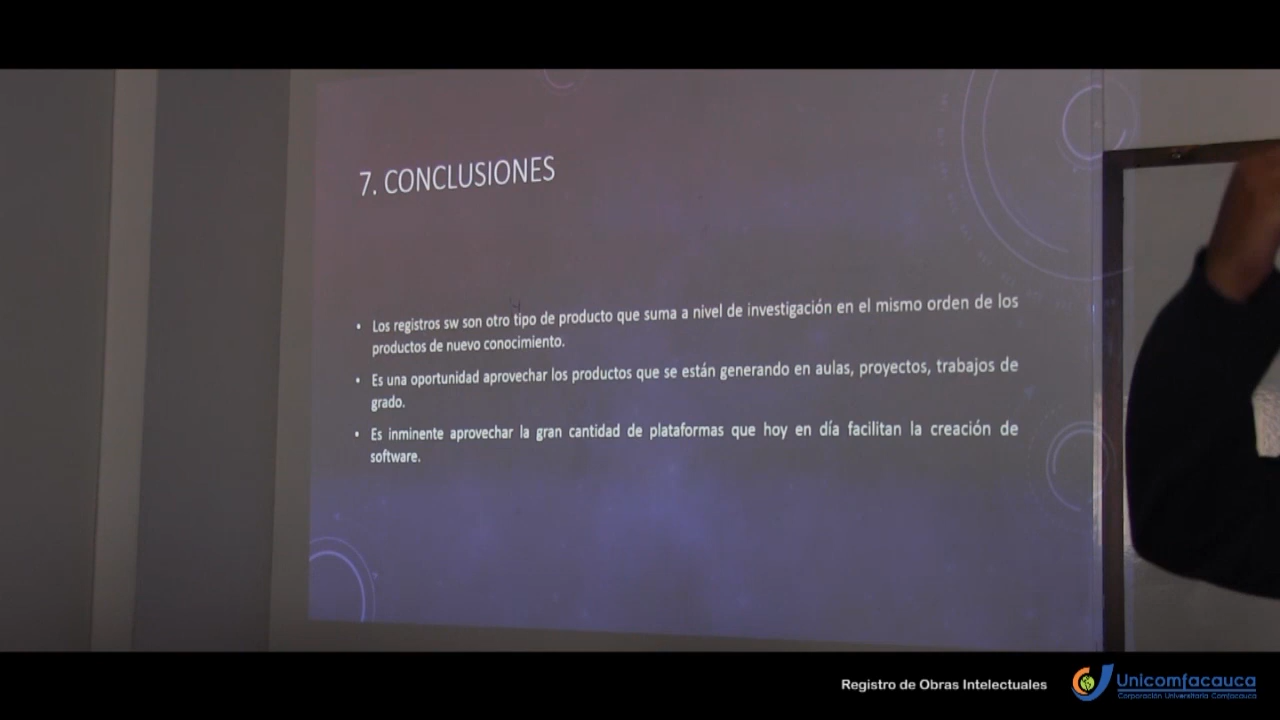 7. CONCLUSIONES
• Los registros sw son otro tipo de producto que suma a nivel de investigación en el mismo orden de los
productos de nuevo conocimiento.
• Es una oportunidad aprovechar los productos que se están generando en aulas, proyectos, trabajos de
grado.
• Es inminente aprovechar la gran cantidad de plataformas que hoy en día facilitan la creación de
software.
Registro de Obras Intelectuales
Unicomfacauca
Corporación Universitaria Comfacauca